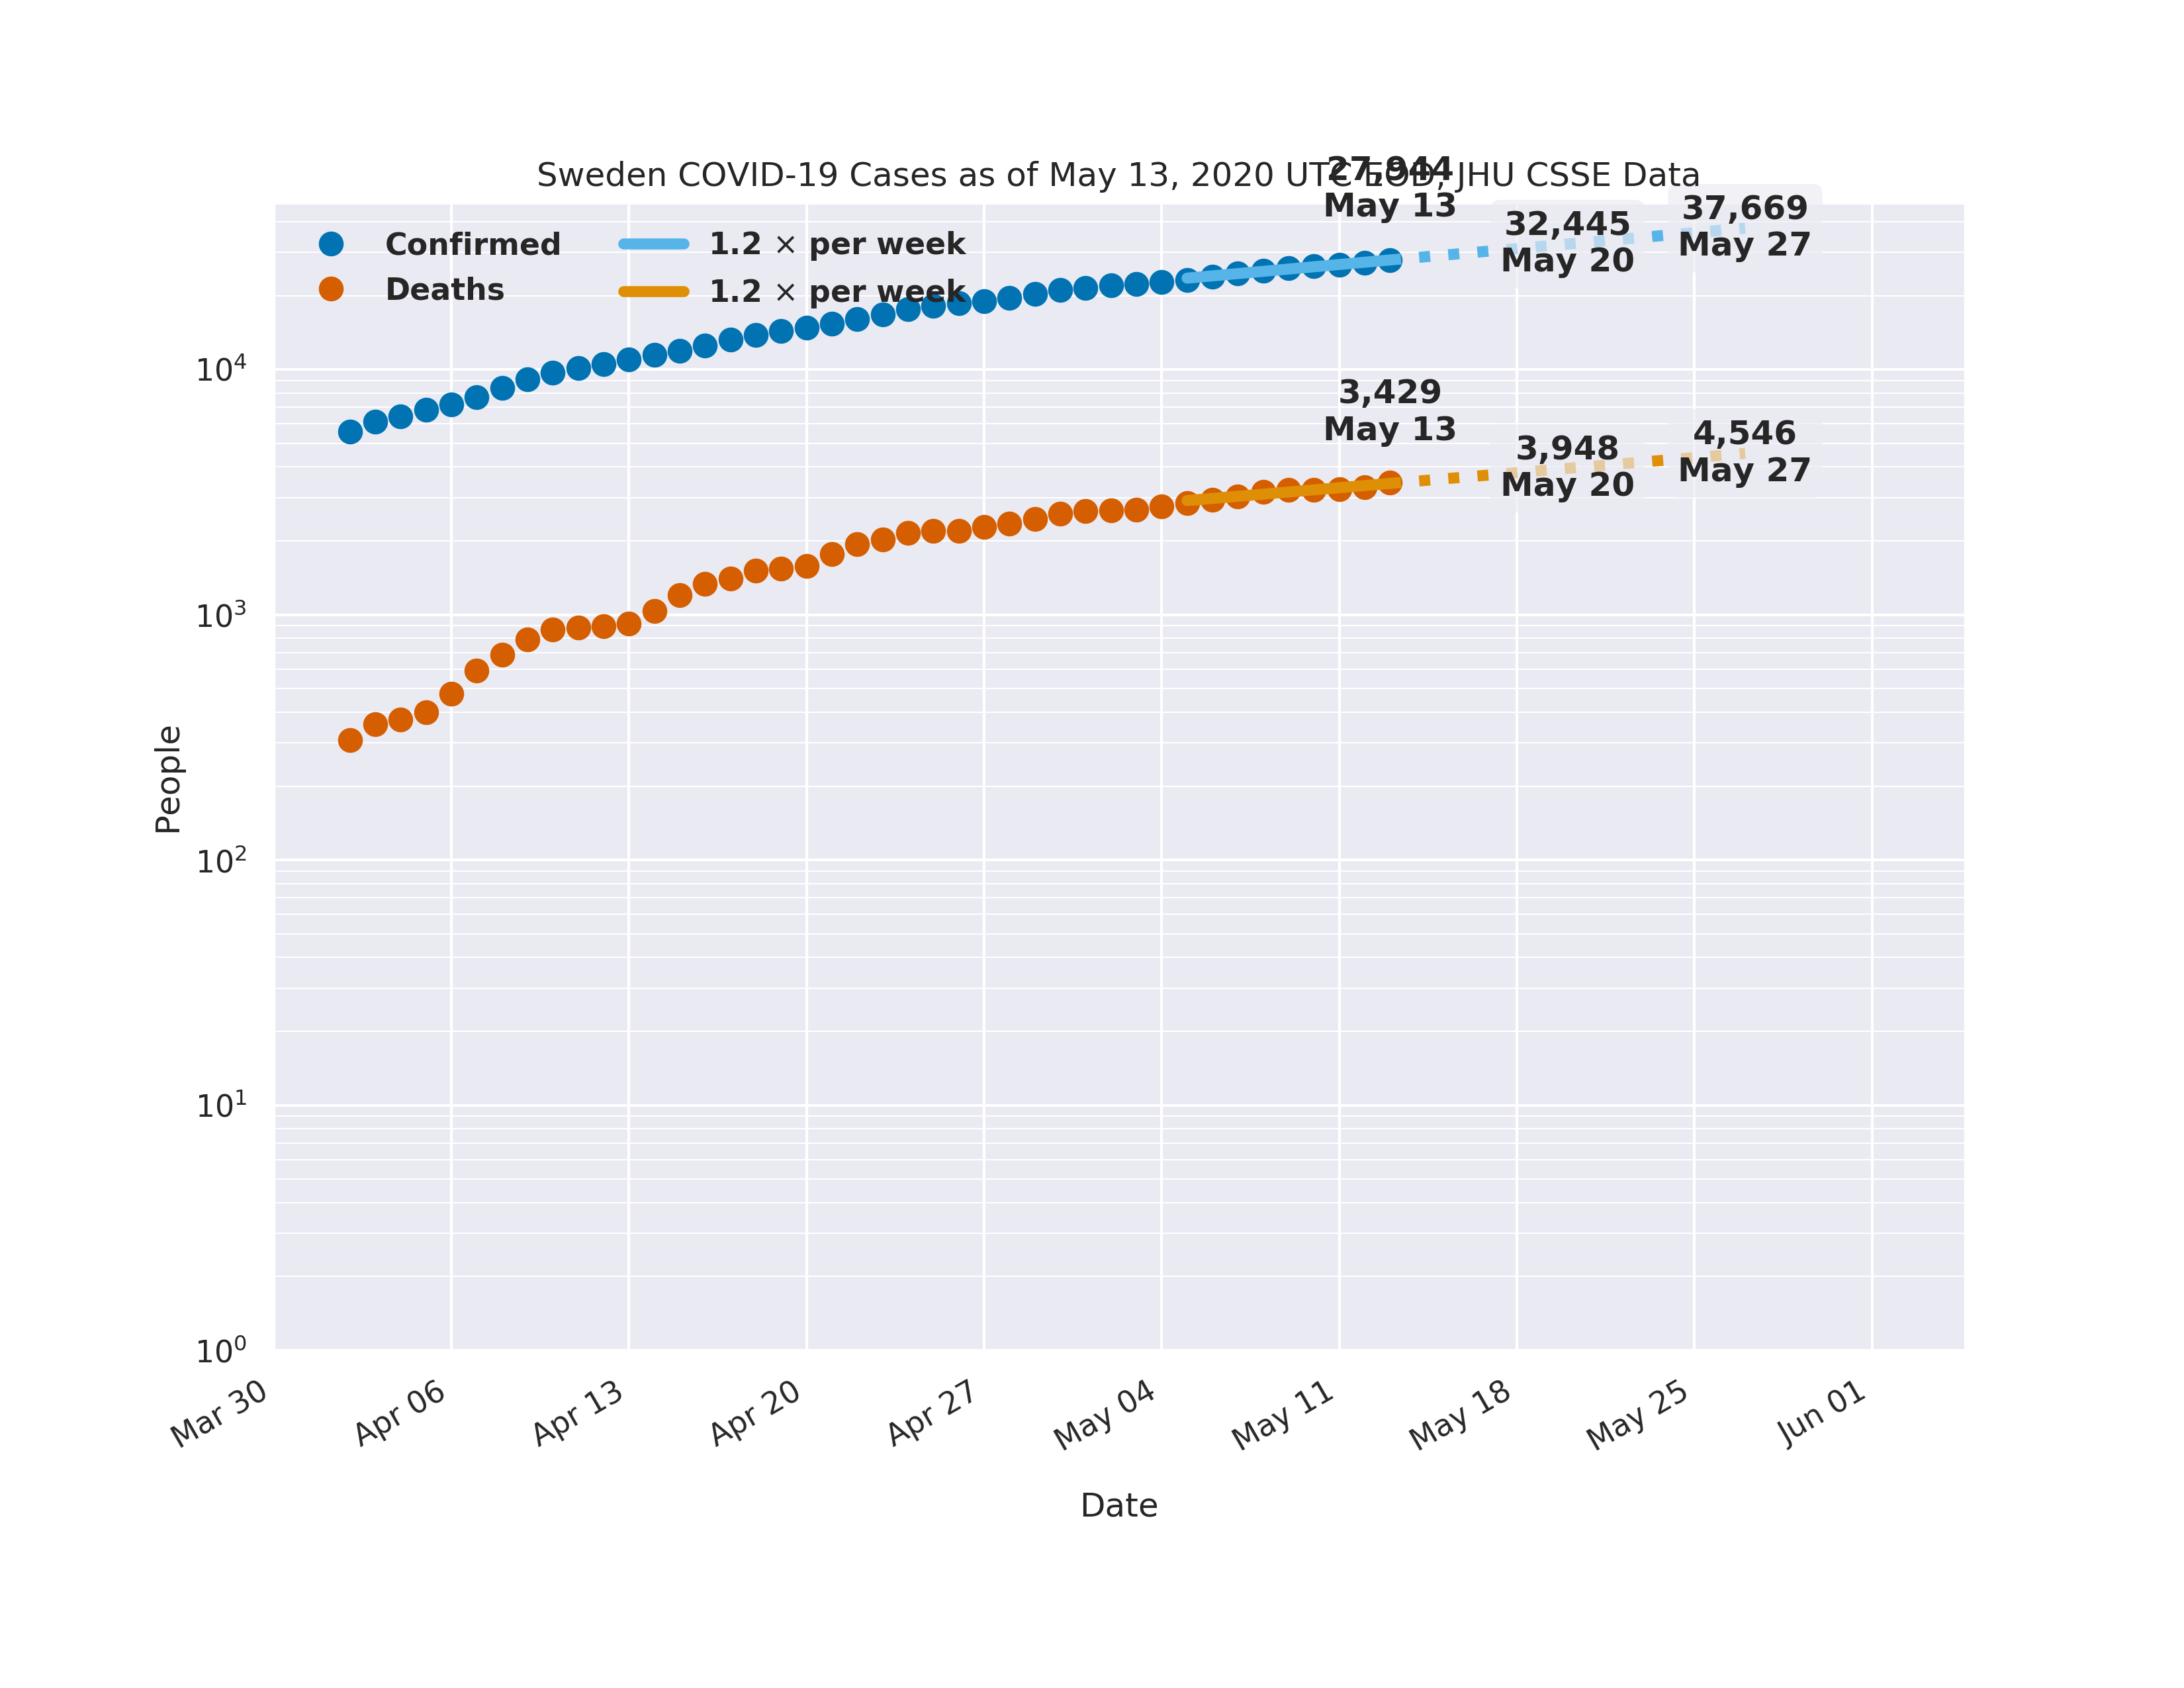 Sweden COVID-19 Cases as of May 13, 2020 UTC EOD, JHU CSSE Data
27,944
May 13
32,445
May 20
37,669
May 27
Confirmed
Deaths
1.2 × per week
1.2 × per week
3,429
May 13
3,948
May 20
4,546
May 27
People
10⁴
10³
10²
10¹
10⁰
Mar 30
Apr 06
Apr 13
Apr 20
Apr 27
May 04
May 11
May 18
May 25
Jun 01
Date